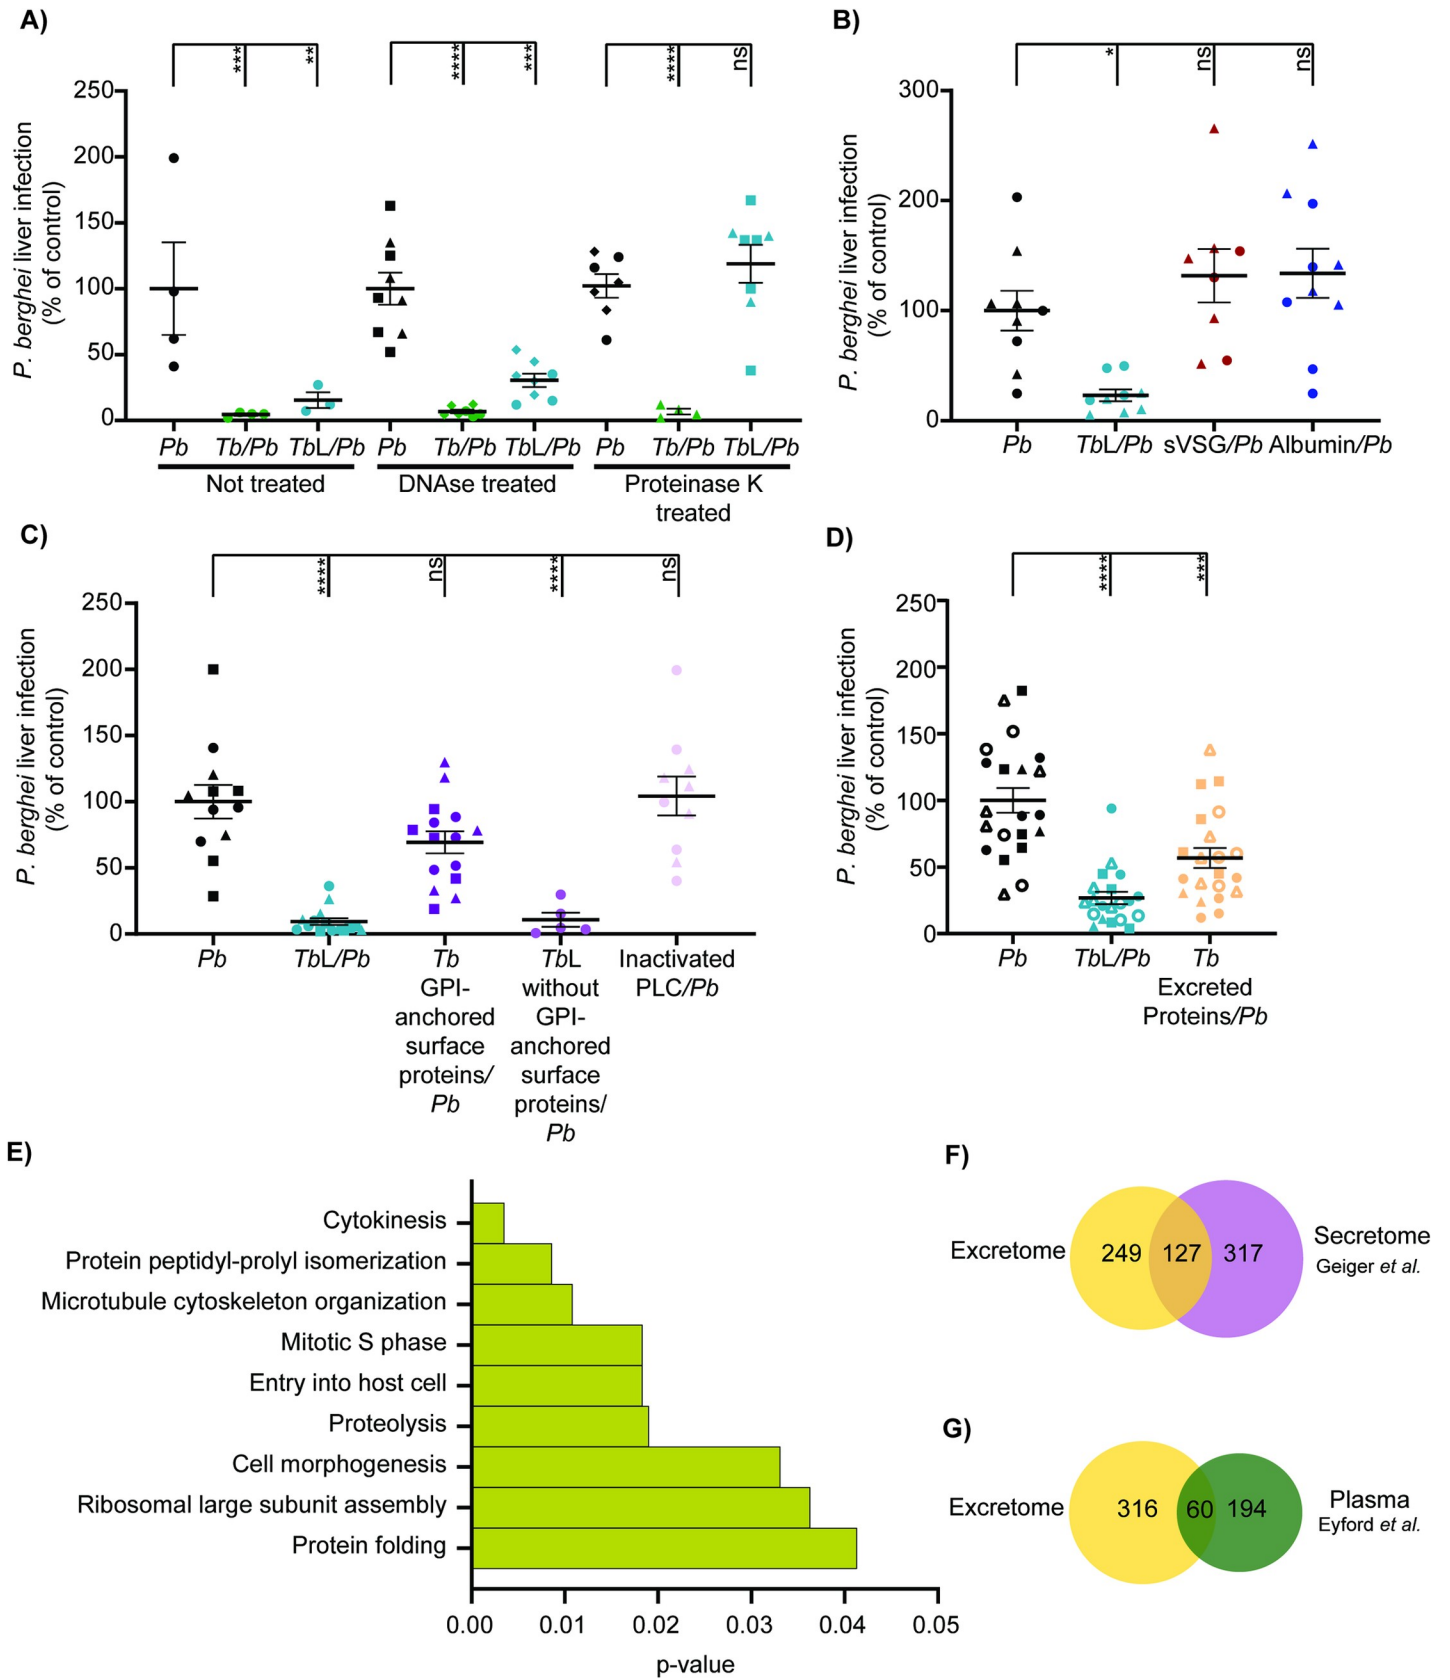 A)
*** ** **** *** **** ns
250
200
150
100
50
0
P. berghei liver infection
(% of control)
Pb Tb/Pb TbL/Pb Pb Tb/Pb TbL/Pb Pb Tb/Pb TbL/Pb
Not treated DNAse treated Proteinase K
treated
B)
* ns ns
300
200
100
0
P. berghei liver infection
(% of control)
Pb TbL/Pb sVSG/Pb Albumin/Pb
C)
**** ns **** ns
250
200
150
100
50
0
P. berghei liver infection
(% of control)
Pb TbL/Pb Tb TbL Inactivated
GPI- without PLC/Pb
anchored GPI-
surface anchored
proteins/ surface
Pb proteins/
Pb
D)
**** ***
250
200
150
100
50
0
P. berghei liver infection
(% of control)
Pb TbL/Pb Tb
Excreted
Proteins/Pb
E)
Cytokinesis
Protein peptidyl-prolyl isomerization
Microtubule cytoskeleton organization
Mitotic S phase
Entry into host cell
Proteolysis
Cell morphogenesis
Ribosomal large subunit assembly
Protein folding
0.00 0.01 0.02 0.03 0.04 0.05
p-value
F)
Excretome 249 127 317 Secretome
Geiger et al.
G)
Excretome 316 60 194 Plasma
Eyford et al.